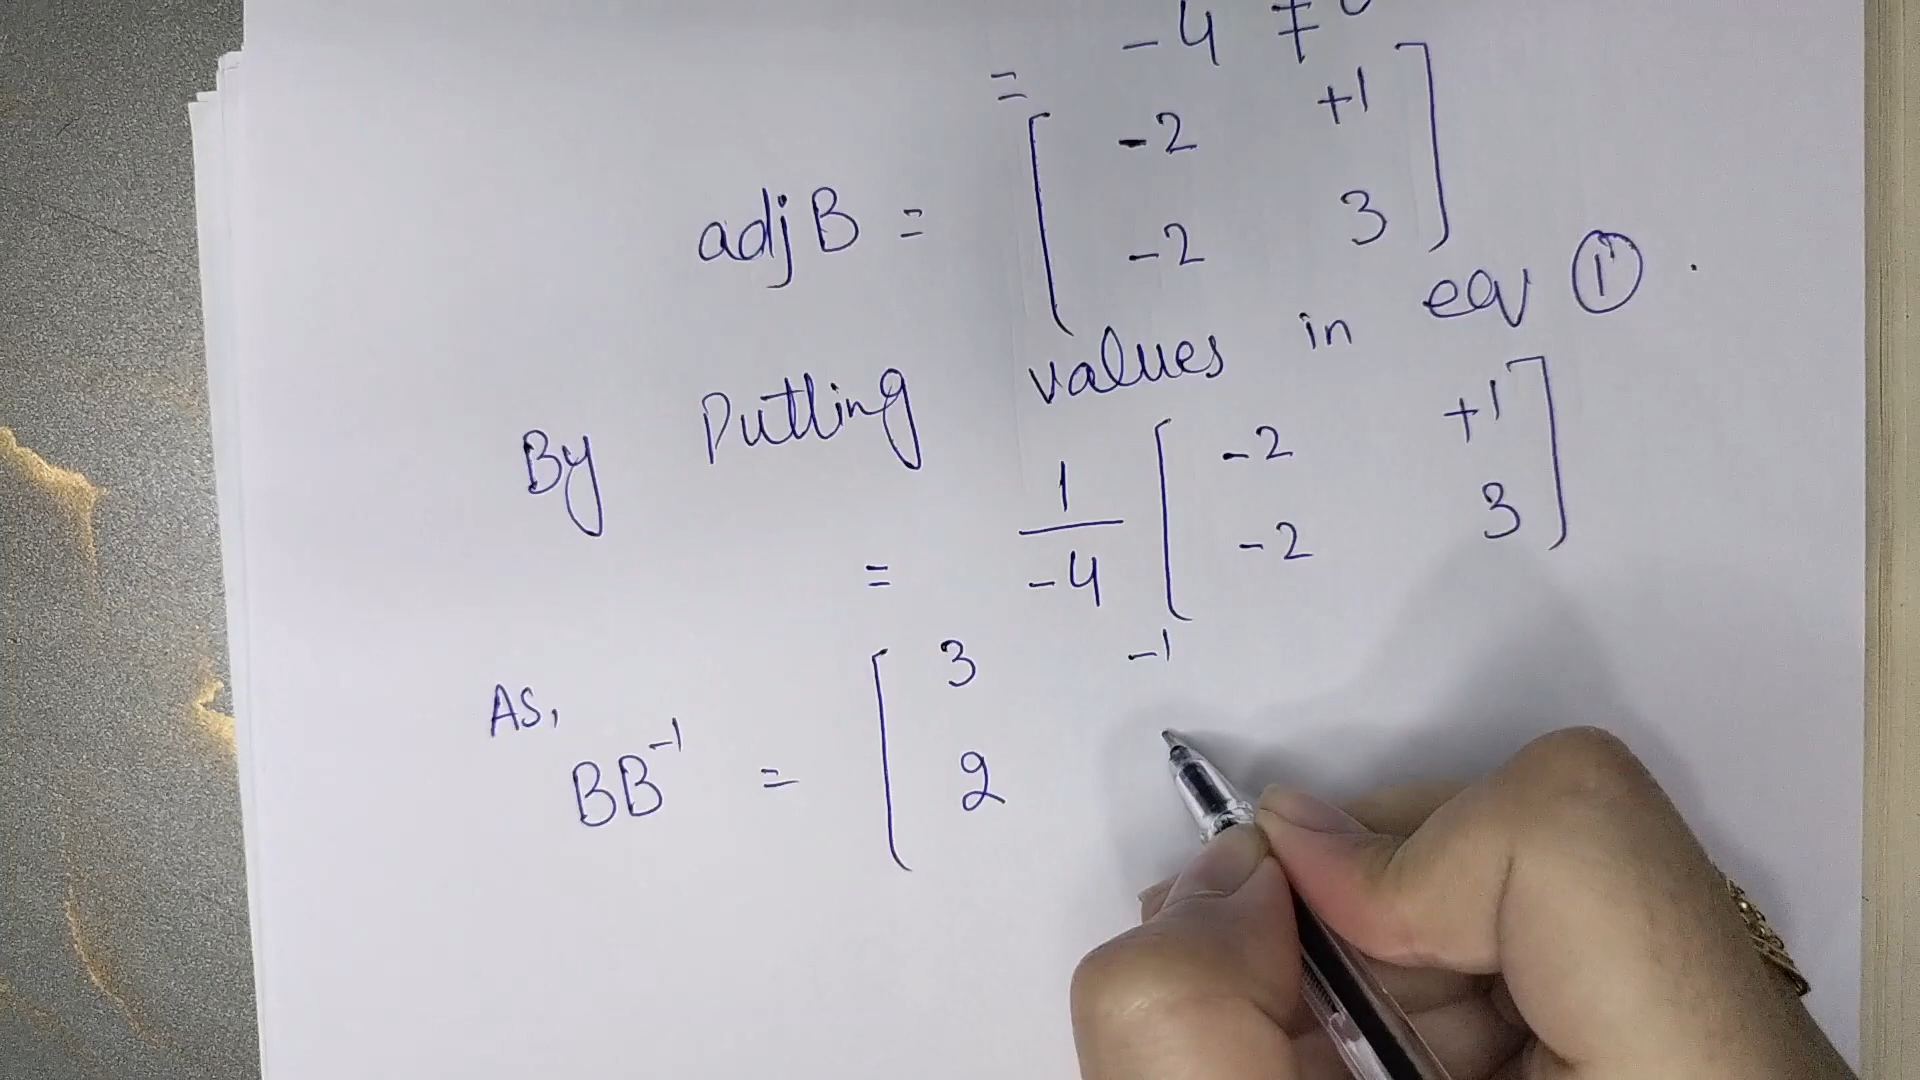 = -4 ≠ 0
adj B = [ -2 +1
-2 3 ]
By Putting values in eq ①.
= 1/-4 [ -2 +1
-2 3 ]
As,
BB⁻¹ = [ 3 -1
2